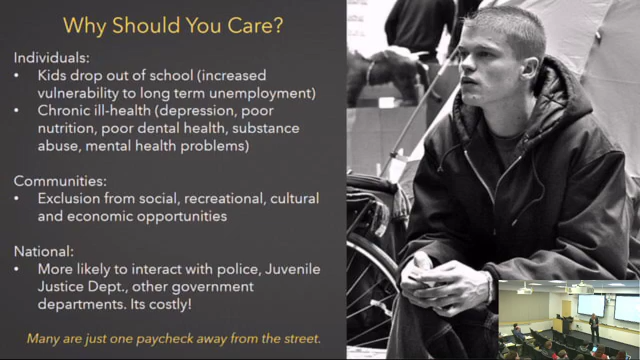 Why Should You Care?
Individuals:
• Kids drop out of school (increased
vulnerability to long term unemployment)
• Chronic ill-health (depression, poor
nutrition, poor dental health, substance
abuse, mental health problems)
Communities:
• Exclusion from social, recreational, cultural
and economic opportunities
National:
• More likely to interact with police, Juvenile
Justice Dept., other government
departments. Its costly!
Many are just one paycheck away from the street.